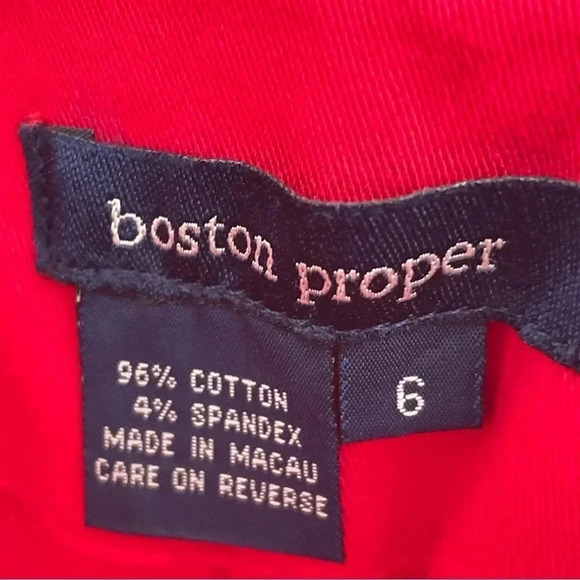 boston proper
96% COTTON
4% SPANDEX
MADE IN MACAU
CARE ON REVERSE
6